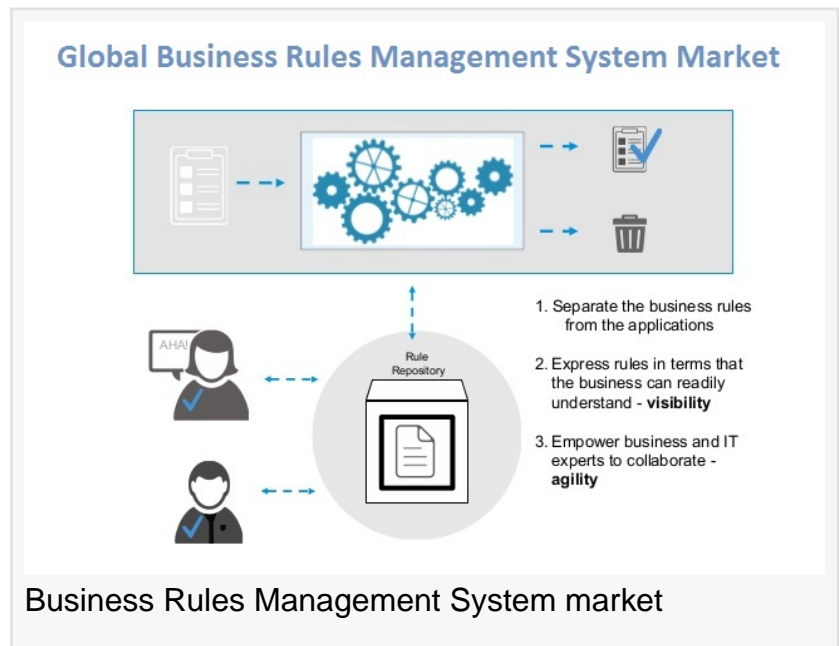 Global Business Rules Management System Market
AHA!
Rule
Repository
1. Separate the business rules
from the applications
2. Express rules in terms that
the business can readily
understand - visibility
3. Empower business and IT
experts to collaborate -
agility
Business Rules Management System market